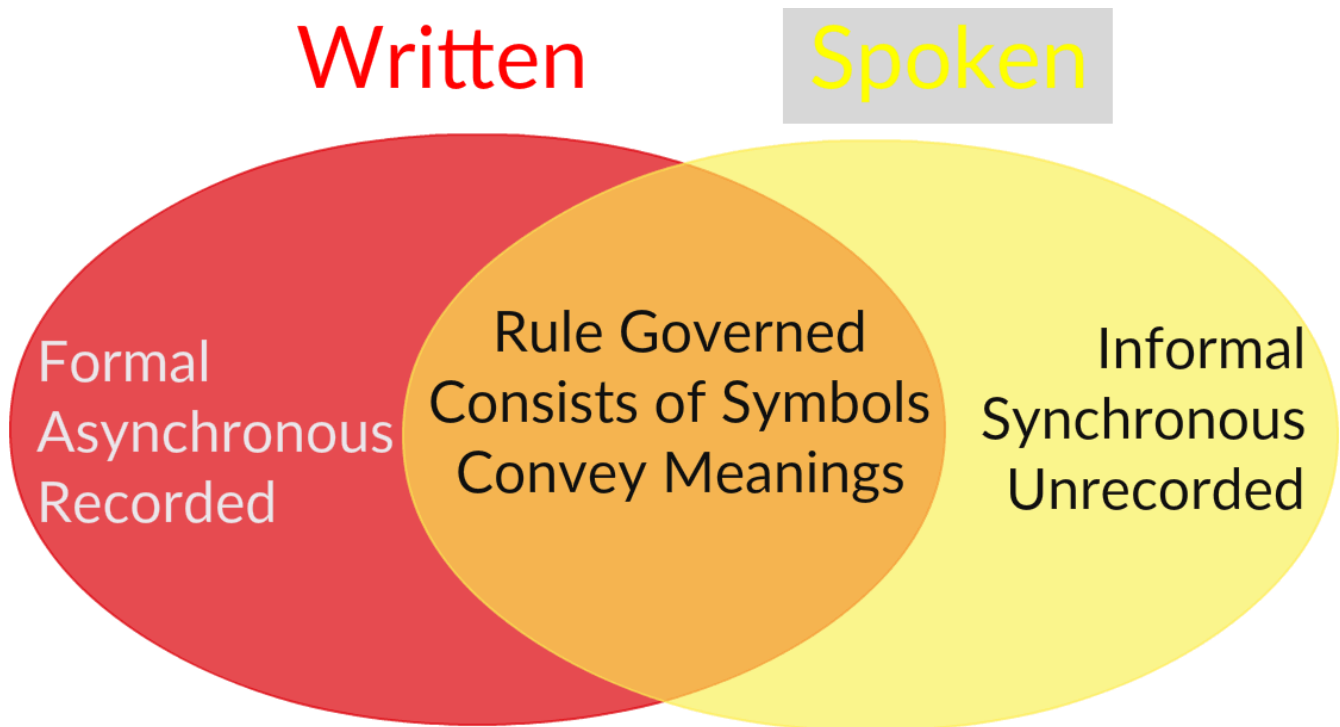 Written
Spoken
Formal
Asynchronous
Recorded
Rule Governed
Consists of Symbols
Convey Meanings
Informal
Synchronous
Unrecorded